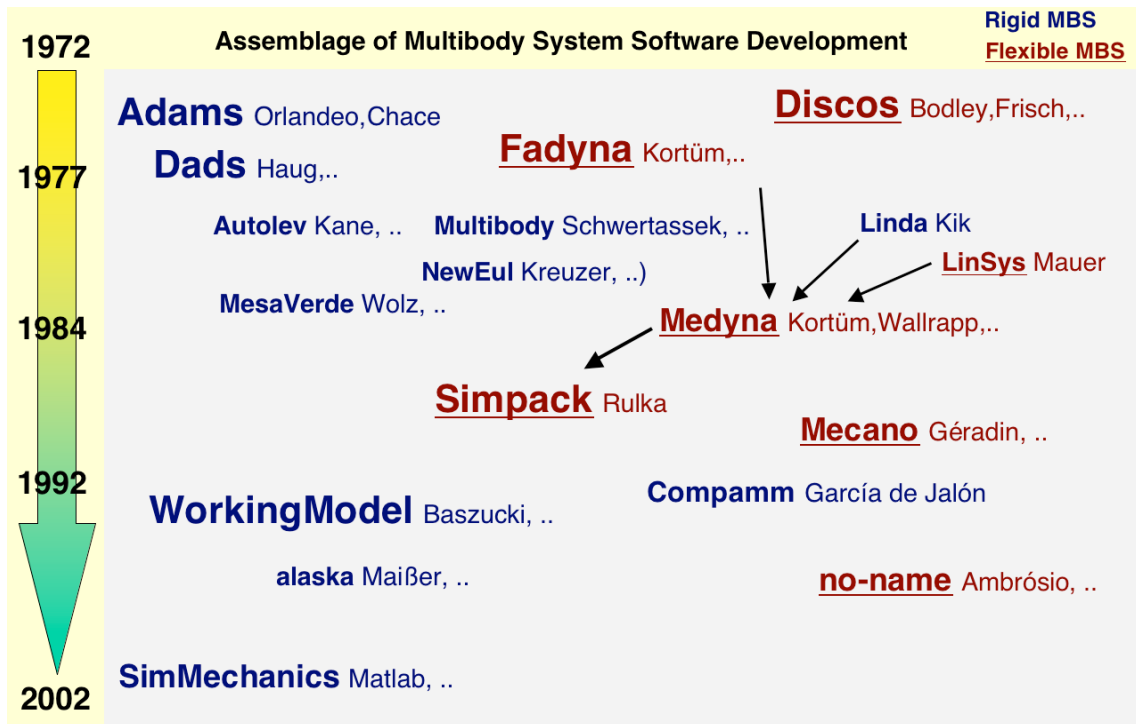 Rigid MBS
1972
Assemblage of Multibody System Software Development
Flexible MBS
Discos Bodley,Frisch,..
Adams Orlandeo,Chace
Fadyna Kortüm,..
Dads Haug,..
1977
Autolev Kane, ..
Multibody Schwertassek, ..
Linda Kik
LinSys Mauer
NewEul Kreuzer, ..)
MesaVerde Wolz, ..
1984
Medyna Kortüm,Wallrapp,..
Simpack Rulka
Mecano Géradin, ..
1992
Compamm García de Jalón
WorkingModel Baszucki, ..
alaska Maißer, ..
no-name Ambrósio, ..
SimMechanics Matlab, ..
2002